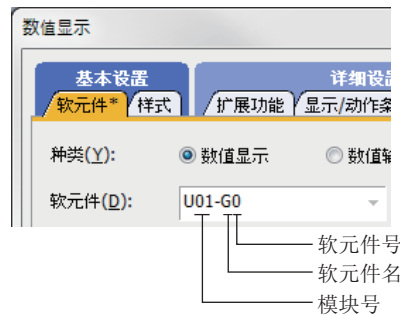 数值显示
基本设置 详细设
软元件* 样式 扩展功能 显示/动作条
种类(Y): 数值显示 数值输
软元件(D): U01-G0
软元件号
软元件名
模块号